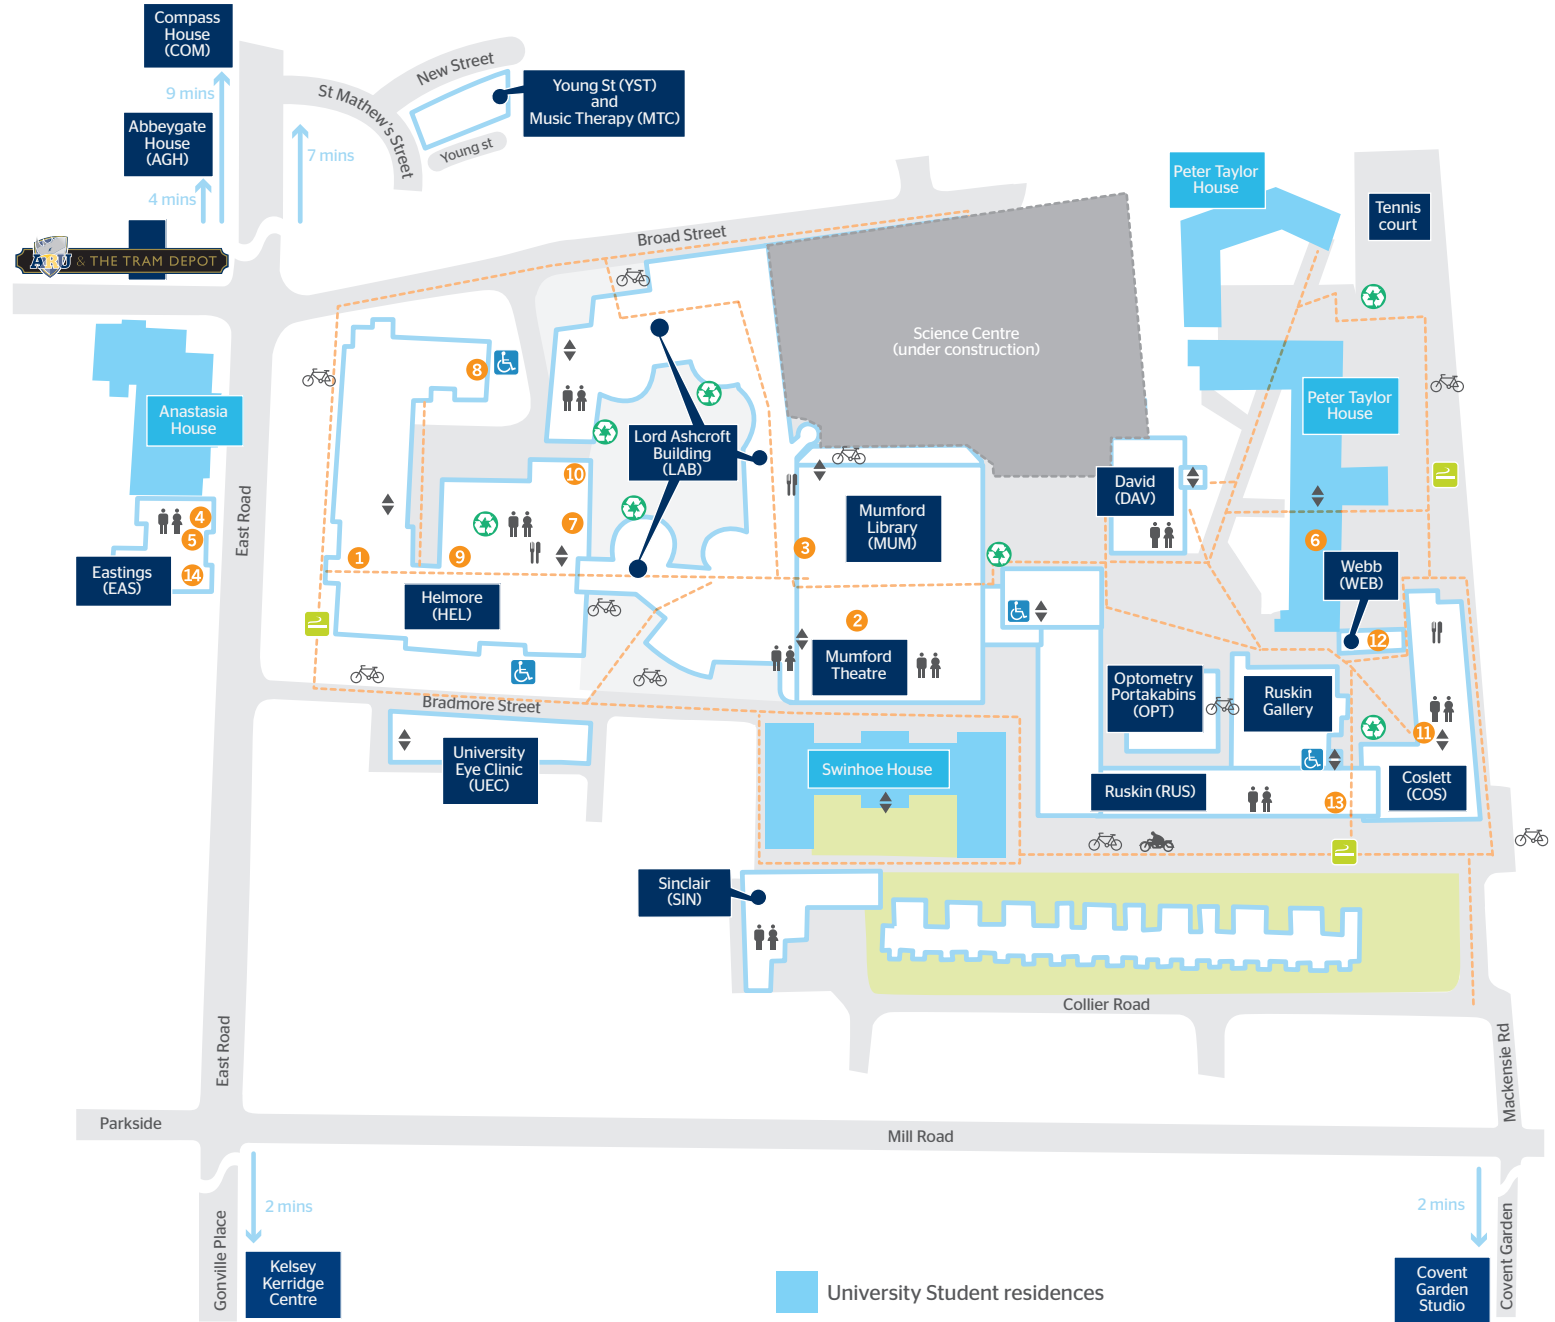 Compass
House
(COM)
9 mins
Abbeygate
House
(AGH)
4 mins
7 mins
New Street
St Mathew's Street
Young st
Young St (YST)
and
Music Therapy (MTC)
ARU & THE TRAM DEPOT
Broad Street
Peter Taylor
House
Tennis
court
Science Centre
(under construction)
Anastasia
House
8
Peter Taylor
House
Lord Ashcroft
Building
(LAB)
10
David
(DAV)
East Road
4
5
14
Eastings
(EAS)
1
9
7
Helmore
(HEL)
3
Mumford
Library
(MUM)
2
Mumford
Theatre
6
Webb
(WEB)
12
Optometry
Portakabins
(OPT)
Ruskin
Gallery
11
Bradmore Street
University
Eye Clinic
(UEC)
Swinhoe House
Ruskin (RUS)
13
Coslett
(COS)
Sinclair
(SIN)
Collier Road
East Road
Mackensie Rd
Parkside
Mill Road
2 mins
Gonville Place
Kelsey
Kerridge
Centre
2 mins
Covent Garden
Covent
Garden
Studio
University Student residences